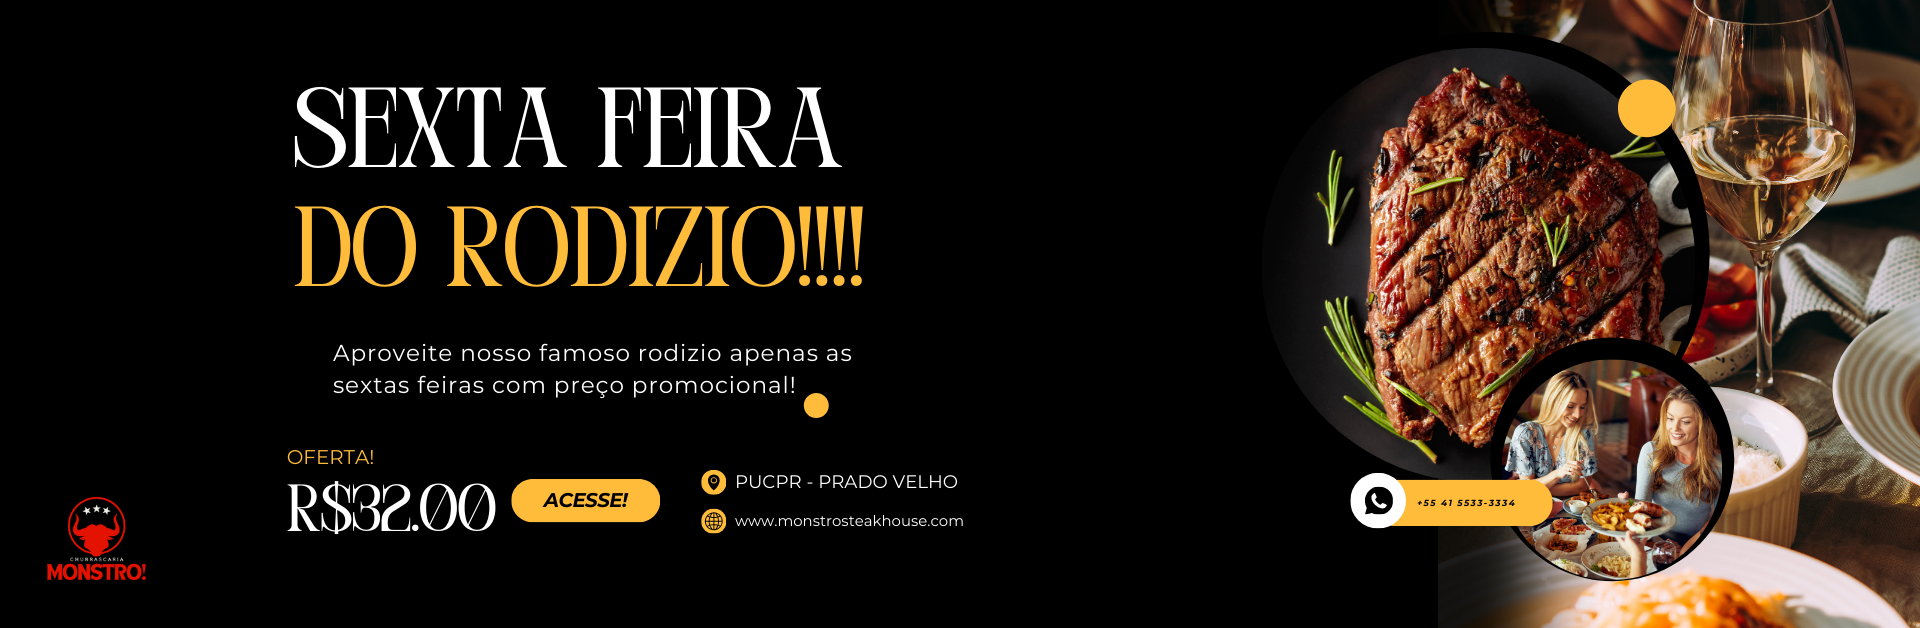 SEXTA FEIRA
DO RODIZIO!!!!
Aproveite nosso famoso rodizio apenas as
sextas feiras com preço promocional!
OFERTA!
R$32.00
ACESSE!
PUCPR - PRADO VELHO
www.monstrosteakhouse.com
+55 41 5533-3334
CHURRASCARIA
MONSTRO!